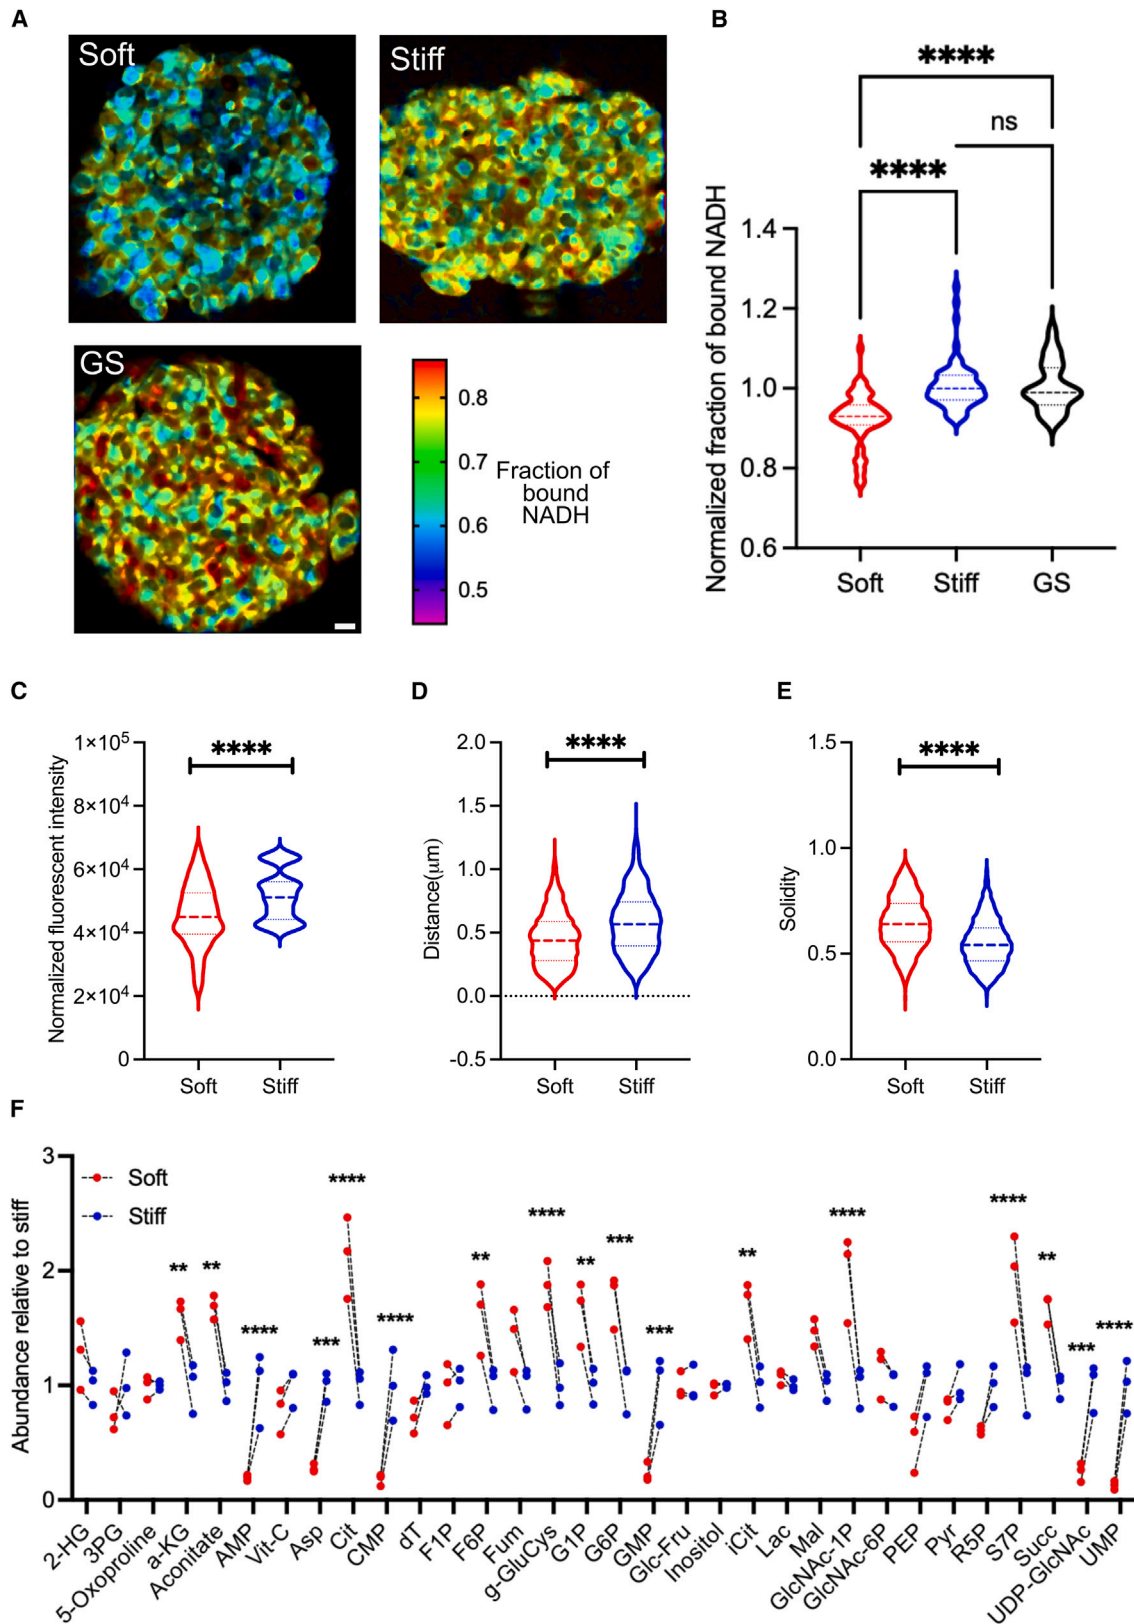 A
Soft
Stiff
GS
0.8
0.7
0.6
0.5
Fraction of
bound
NADH
B
****
ns
****
Normalized fraction of bound NADH
1.4
1.2
1.0
0.8
0.6
Soft
Stiff
GS
C
Normalized fluorescent intensity
1×10⁵
8×10⁴
6×10⁴
4×10⁴
2×10⁴
0
****
Soft
Stiff
D
Distance(μm)
2.0
1.5
1.0
0.5
0.0
-0.5
****
Soft
Stiff
E
Solidity
1.5
1.0
0.5
0.0
****
Soft
Stiff
F
Abundance relative to stiff
3
2
1
0
Soft
Stiff
**
**
****
***
****
****
**
****
**
***
***
**
****
****
**
***
****
2-HG
3PG
5-Oxoproline
a-KG
Aconitate
AMP
Vit-C
Asp
Cit
CMP
dT
F1P
F6P
Fum
g-GluCys
G1P
G6P
GMP
Glc-Fru
Inositol
iCit
Lac
Mal
GlcNAc-1P
GlcNAc-6P
PEP
Pyr
R5P
S7P
Succ
UDP-GlcNAc
UMP